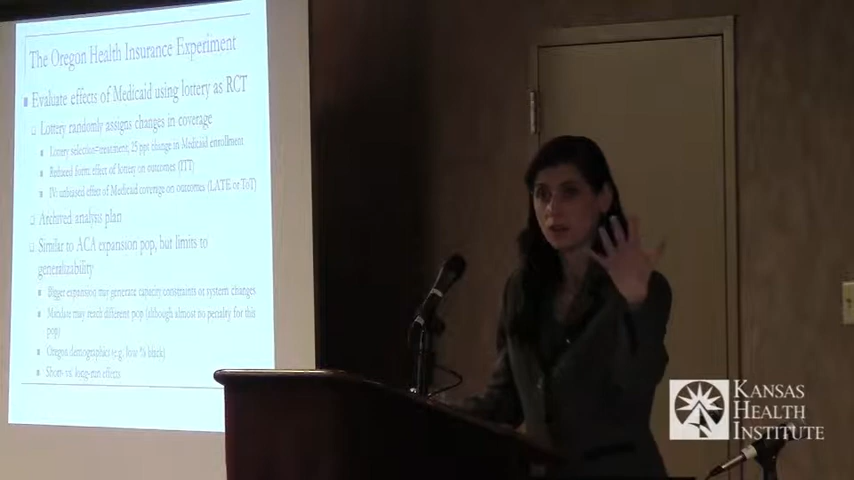 The Oregon Health Insurance Experiment
Evaluate effects of Medicaid using lottery as RCT
Lottery randomly assigns changes in coverage
Lottery selection=treatment; 25 ppt change in Medicaid enrollment
Reduced form: effect of lottery on outcomes (ITT)
IV: unbiased effect of Medicaid coverage on outcomes (LATE or ToT)
Archived analysis plan
Similar to ACA expansion pop, but limits to
generalizability
Bigger expansion may generate capacity constraints or system changes
Mandate may reach different pop (although almost no penalty for this
pop)
Oregon demographics (e.g. low % black)
Short- vs. long-run effects
KANSAS
HEALTH
INSTITUTE